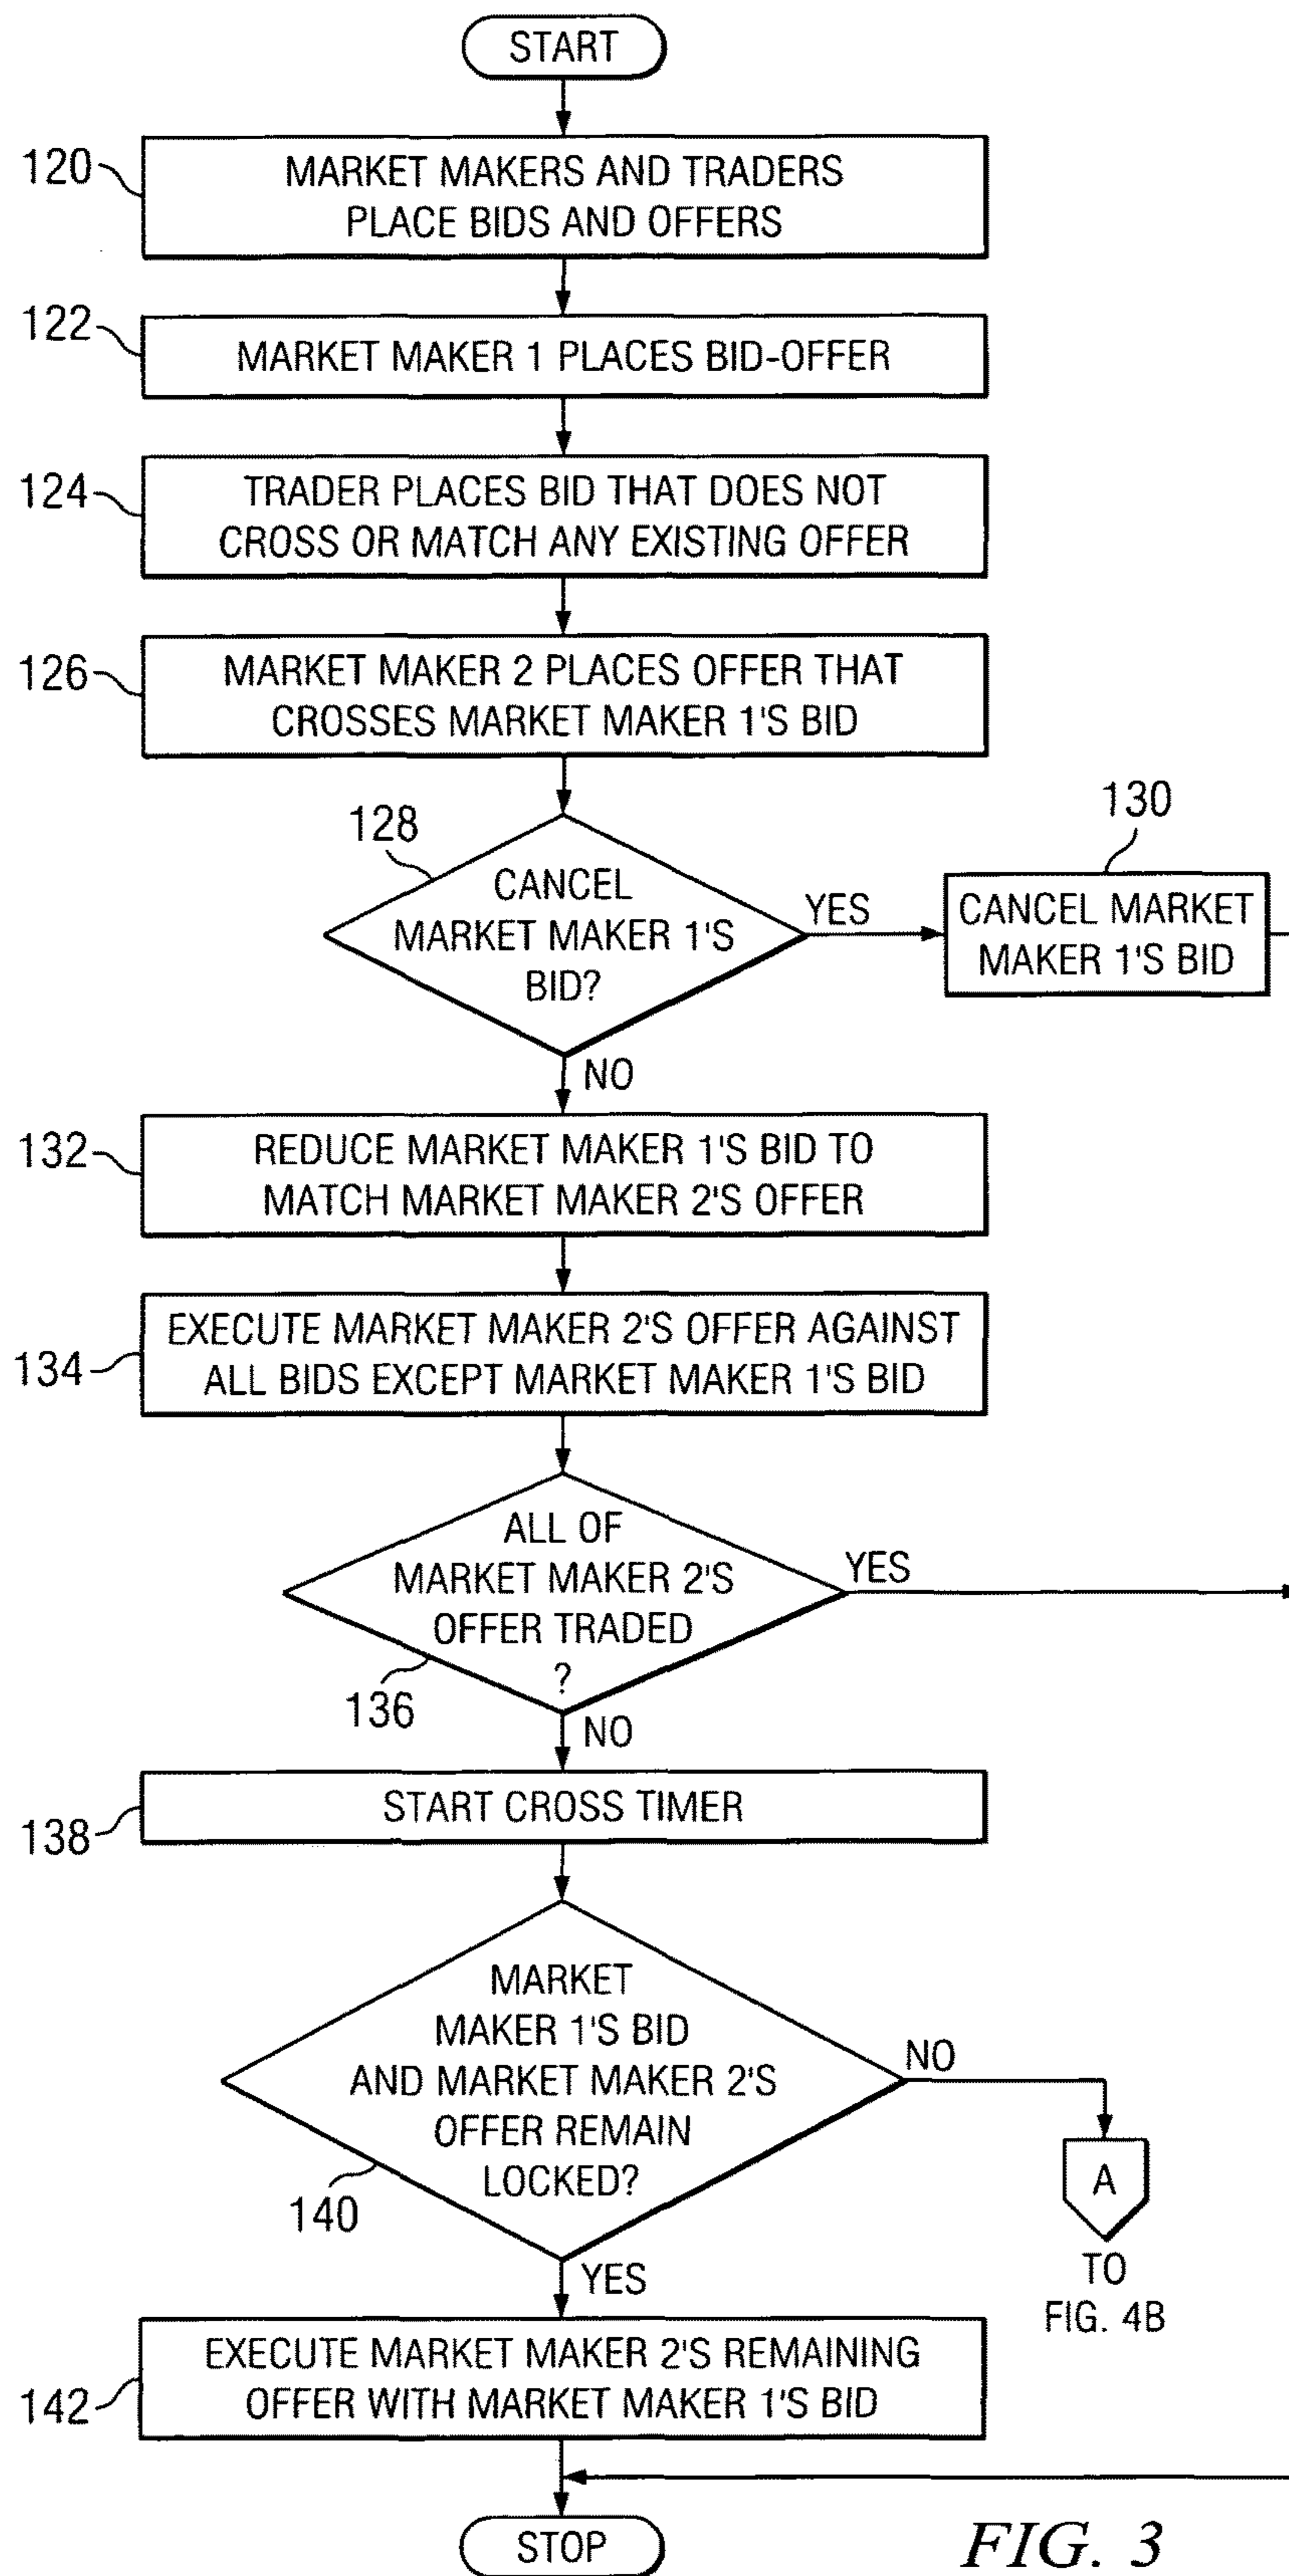 START
120
MARKET MAKERS AND TRADERS
PLACE BIDS AND OFFERS
122
MARKET MAKER 1 PLACES BID-OFFER
124
TRADER PLACES BID THAT DOES NOT
CROSS OR MATCH ANY EXISTING OFFER
126
MARKET MAKER 2 PLACES OFFER THAT
CROSSES MARKET MAKER 1'S BID
128
CANCEL
MARKET MAKER 1'S
BID?
YES
130
CANCEL MARKET
MAKER 1'S BID
NO
132
REDUCE MARKET MAKER 1'S BID TO
MATCH MARKET MAKER 2'S OFFER
134
EXECUTE MARKET MAKER 2'S OFFER AGAINST
ALL BIDS EXCEPT MARKET MAKER 1'S BID
ALL OF
MARKET MAKER 2'S
OFFER TRADED
?
YES
136
NO
138
START CROSS TIMER
MARKET
MAKER 1'S BID
AND MARKET MAKER 2'S
OFFER REMAIN
LOCKED?
NO
140
A
TO
FIG. 4B
YES
142
EXECUTE MARKET MAKER 2'S REMAINING
OFFER WITH MARKET MAKER 1'S BID
STOP
FIG. 3